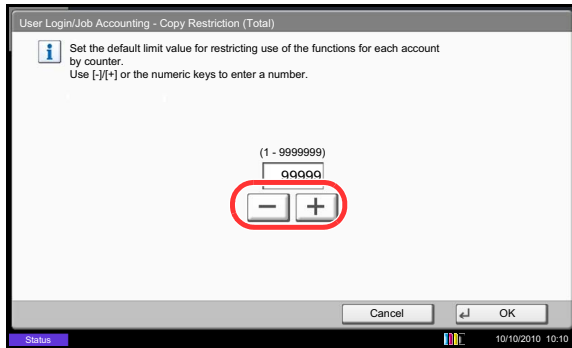 User Login/Job Accounting - Copy Restriction (Total)
Set the default limit value for restricting use of the functions for each account
by counter.
Use [-]/[+] or the numeric keys to enter a number.
(1 - 9999999)
99999
− +
Cancel OK
Status 10/10/2010 10:10